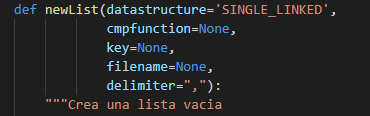 def newList(datastructure='SINGLE_LINKED',
cmpfunction=None,
key=None,
filename=None,
delimiter=","):
"""Crea una lista vacia